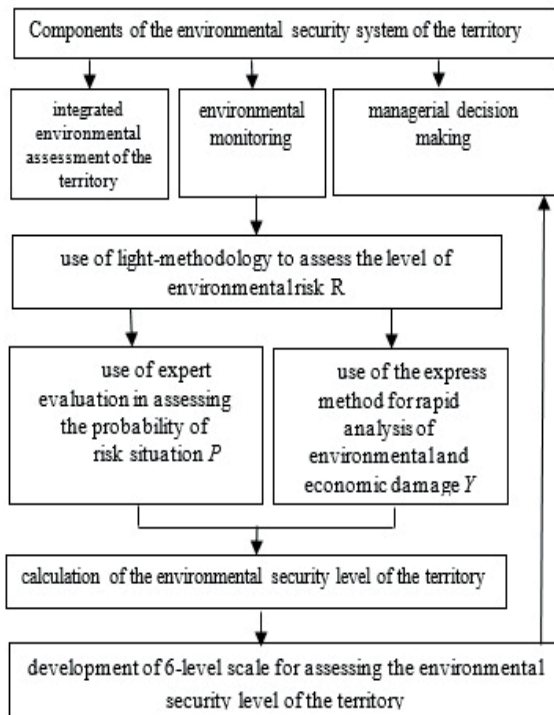 Components of the environmental security system of the territory
integrated
environmental
assessment of the
territory
environmental
monitoring
managerial decision
making
use of light-methodology to assess the level of
environmental risk R
use of expert
evaluation in assessing
the probability of
risk situation P
use of the express
method for rapid
analysis of
environmental and
economic damage Y
calculation of the environmental security level of the territory
development of 6-level scale for assessing the environmental
security level of the territory